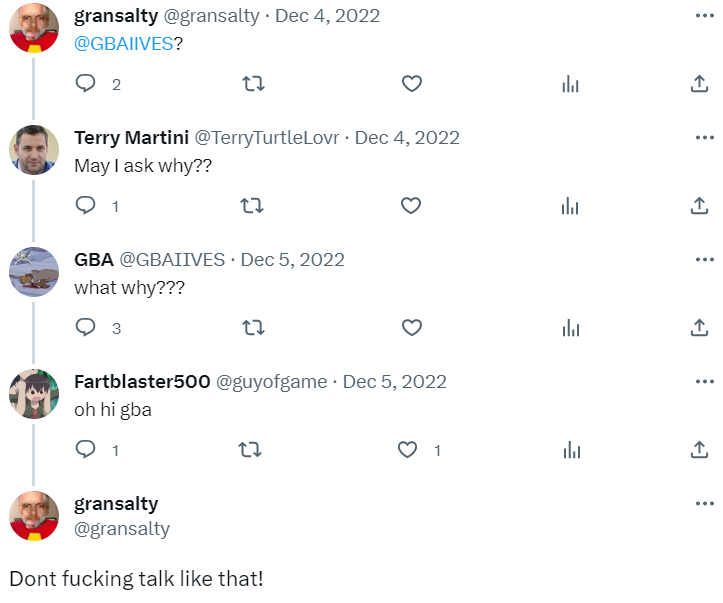 gransalty @gransalty · Dec 4, 2022
@GBAIIVES?
2
Terry Martini @TerryTurtleLovr · Dec 4, 2022
May I ask why??
1
GBA @GBAIIVES · Dec 5, 2022
what why???
3
Fartblaster500 @guyofgame · Dec 5, 2022
oh hi gba
1 1
gransalty
@gransalty
Dont fucking talk like that!